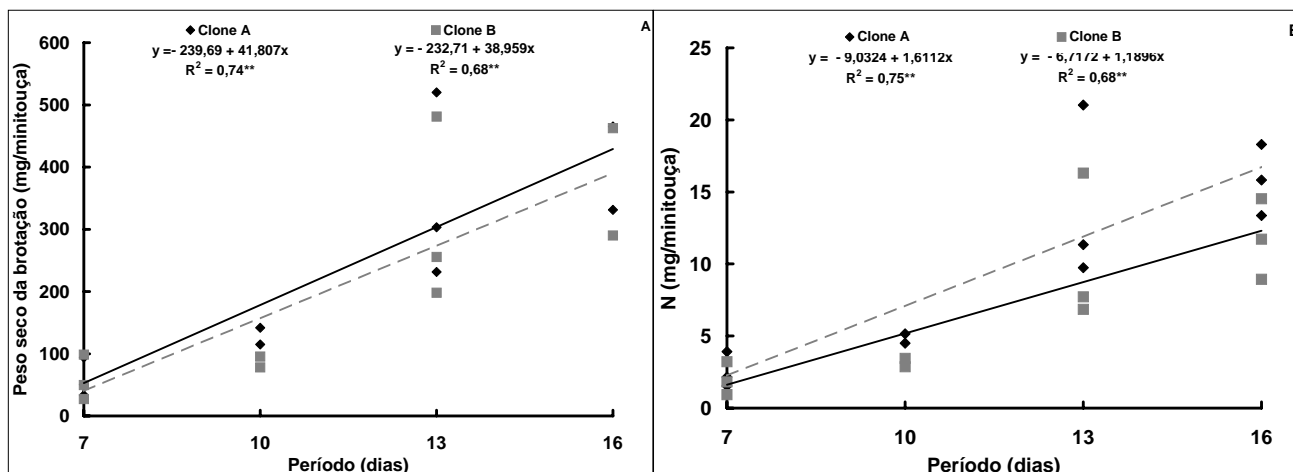 Clone A
Clone B
A
y =- 239,69 + 41,807x
y = - 232,71 + 38,959x
R² = 0,74**
R² = 0,68**
Peso seco da brotação (mg/minitouça)
600
500
400
300
200
100
0
7
10
13
16
Período (dias)
Clone A
Clone B
y = - 9,0324 + 1,6112x
y = - 6,7172 + 1,1896x
R² = 0,75**
R² = 0,68**
N (mg/minitouça)
25
20
15
10
5
0
7
10
13
16
Período (dias)